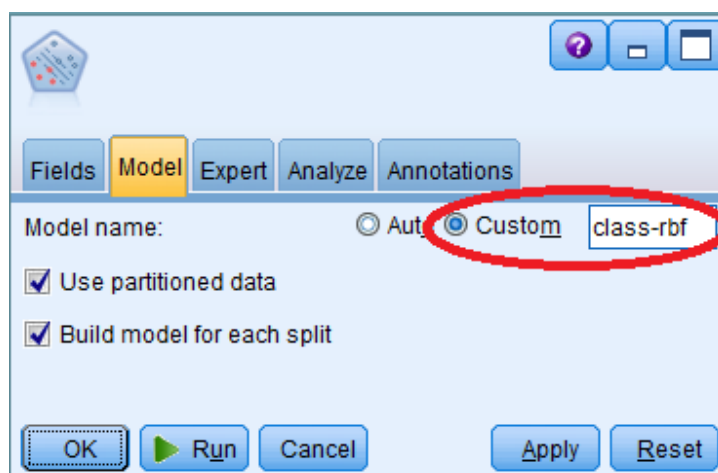 ?
Fields Model Expert Analyze Annotations
Model name: Aut Custom class-rbf
Use partitioned data
Build model for each split
OK Run Cancel Apply Reset